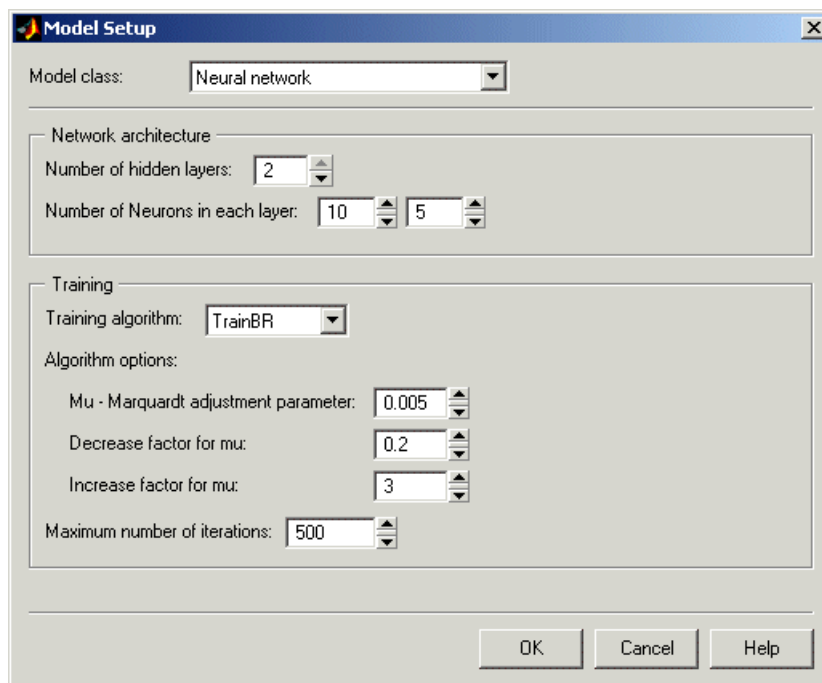 Model Setup
Model class: Neural network
Network architecture
Number of hidden layers: 2
Number of Neurons in each layer: 10 5
Training
Training algorithm: TrainBR
Algorithm options:
Mu - Marquardt adjustment parameter: 0.005
Decrease factor for mu: 0.2
Increase factor for mu: 3
Maximum number of iterations: 500
OK Cancel Help